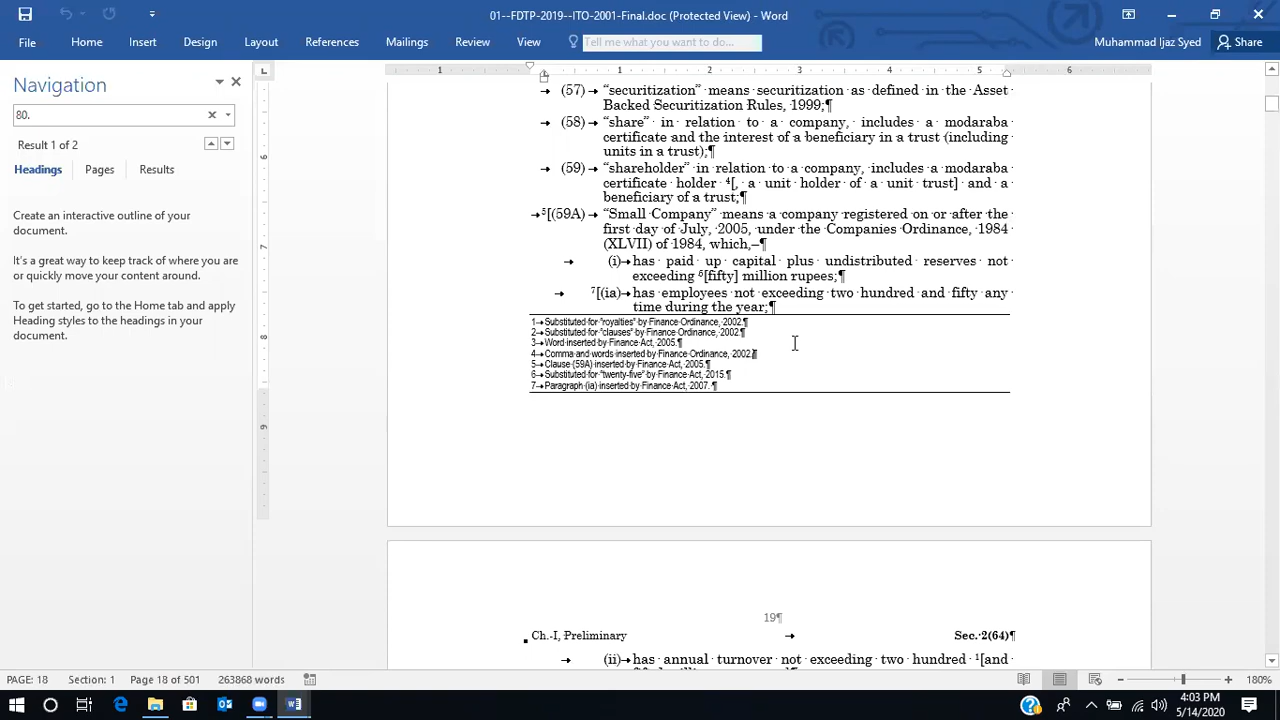 01--FDTP-2019--ITO-2001-Final.doc (Protected View) - Word
File Home Insert Design Layout References Mailings Review View Tell me what you want to do... Muhammad Ijaz Syed Share
Navigation
80.
Result 1 of 2
Headings Pages Results
Create an interactive outline of your
document.
It's a great way to keep track of where you are
or quickly move your content around.
To get started, go to the Home tab and apply
Heading styles to the headings in your
document.
1 1 2 3 4 5 6
6
7
8
9
(57) “securitization” means securitization as defined in the Asset
Backed Securitization Rules, 1999;¶
(58) “share” in relation to a company, includes a modaraba
certificate and the interest of a beneficiary in a trust (including
units in a trust);¶
(59) “shareholder” in relation to a company, includes a modaraba
certificate holder 4[, a unit holder of a unit trust] and a
beneficiary of a trust;¶
5[(59A) “Small Company” means a company registered on or after the
first day of July, 2005, under the Companies Ordinance, 1984
(XLVII) of 1984, which,–¶
(i) has paid up capital plus undistributed reserves not
exceeding 6[fifty] million rupees;¶
7[(ia) has employees not exceeding two hundred and fifty any
time during the year;¶
1 Substituted for “royalties” by Finance Ordinance, 2002.¶
2 Substituted for “clauses” by Finance Ordinance, 2002.¶
3 Word inserted by Finance Act, 2005.¶
4 Comma and words inserted by Finance Ordinance, 2002.¶
5 Clause (59A) inserted by Finance Act, 2005.¶
6 Substituted for “twenty-five” by Finance Act, 2015.¶
7 Paragraph (ia) inserted by Finance Act, 2007.¶
19¶
Ch.-I, Preliminary Sec. 2(64)¶
(ii) has annual turnover not exceeding two hundred 1[and
PAGE: 18 Section: 1 Page 18 of 501 263868 words 180%
4:03 PM
5/14/2020